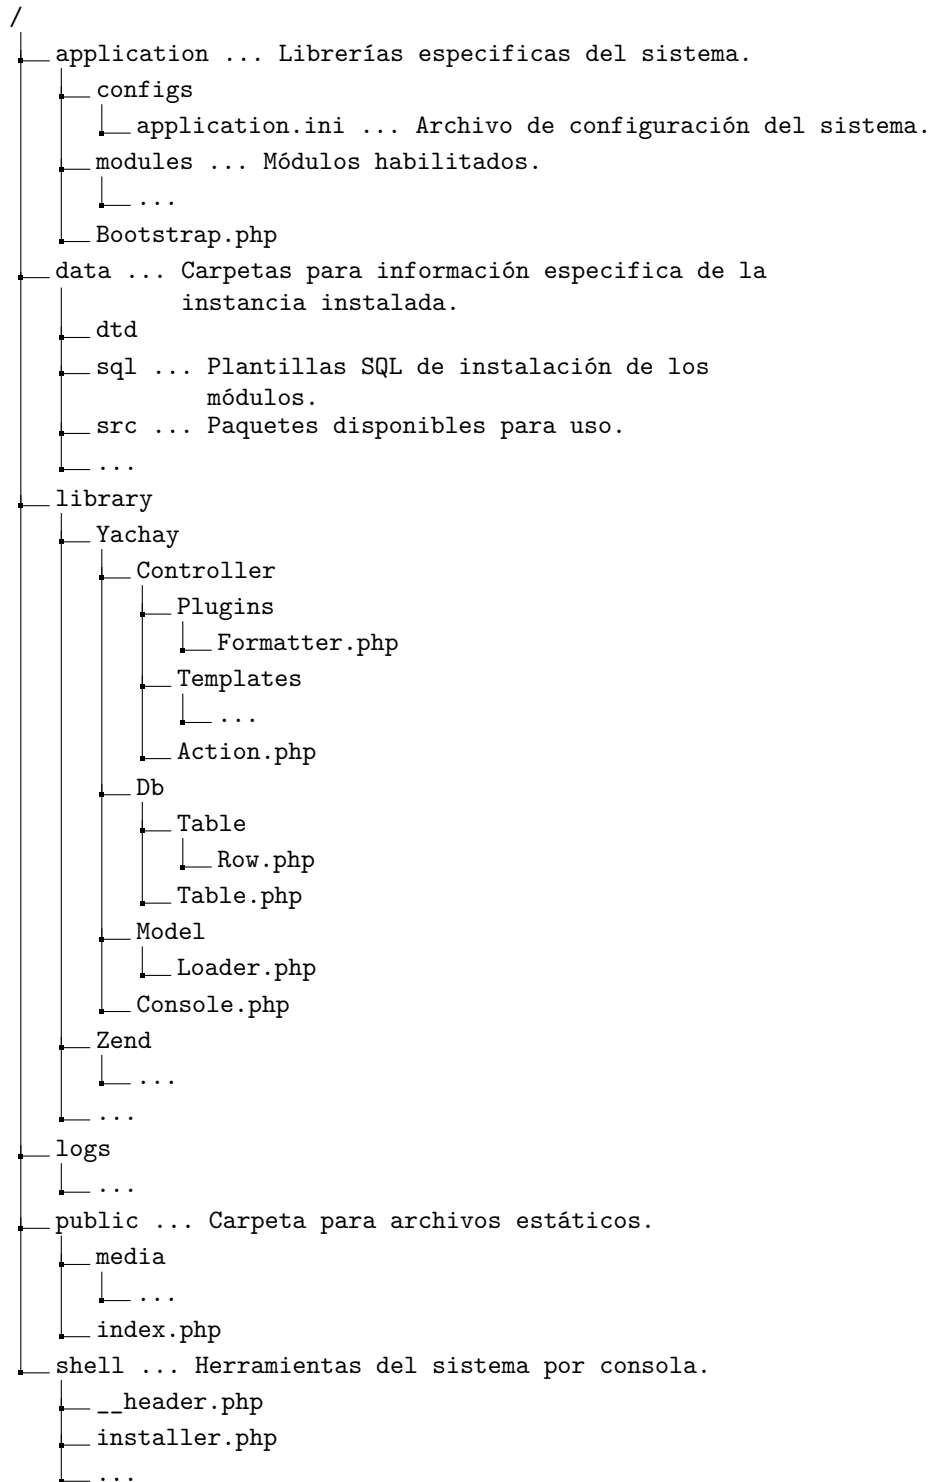 /
application ... Librerías especificas del sistema.
configs
application.ini ... Archivo de configuración del sistema.
modules ... Módulos habilitados.
...
Bootstrap.php
data ... Carpetas para información especifica de la
instancia instalada.
dtd
sql ... Plantillas SQL de instalación de los
módulos.
src ... Paquetes disponibles para uso.
...
library
Yachay
Controller
Plugins
Formatter.php
Templates
...
Action.php
Db
Table
Row.php
Table.php
Model
Loader.php
Console.php
Zend
...
...
logs
...
public ... Carpeta para archivos estáticos.
media
...
index.php
shell ... Herramientas del sistema por consola.
__header.php
installer.php
...